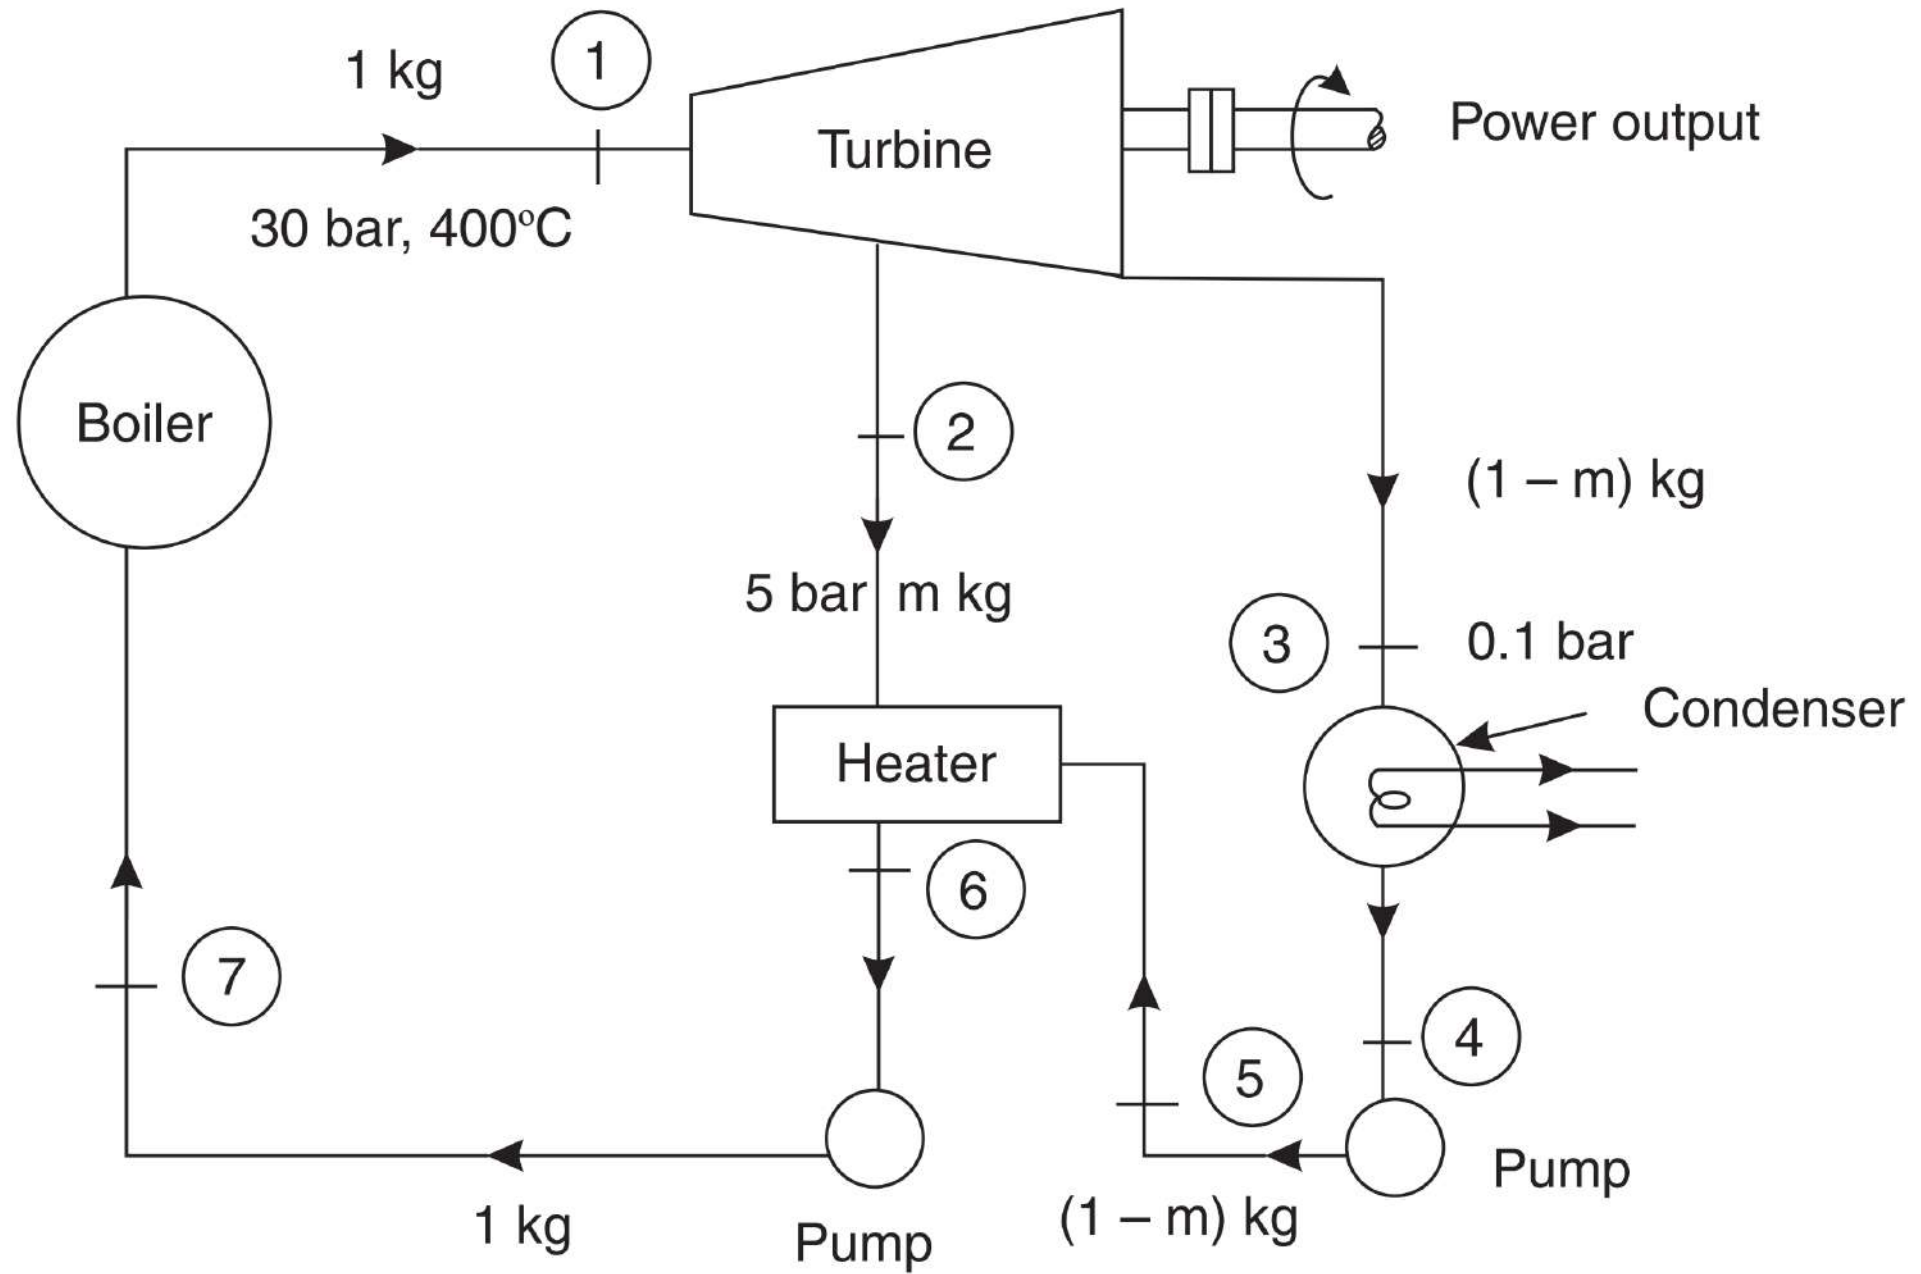 1 kg
1
Turbine
Power output
30 bar, 400ºC
Boiler
2
(1 – m) kg
5 bar m kg
3
0.1 bar
Condenser
Heater
6
7
4
5
Pump
1 kg
Pump
(1 – m) kg